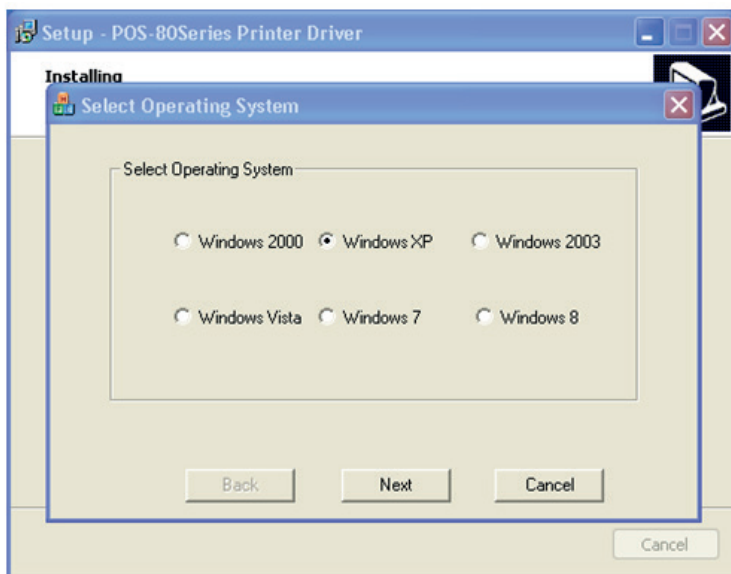 Setup - POS-80Series Printer Driver
Installing
Select Operating System
Select Operating System
Windows 2000 Windows XP Windows 2003
Windows Vista Windows 7 Windows 8
Back Next Cancel
Cancel